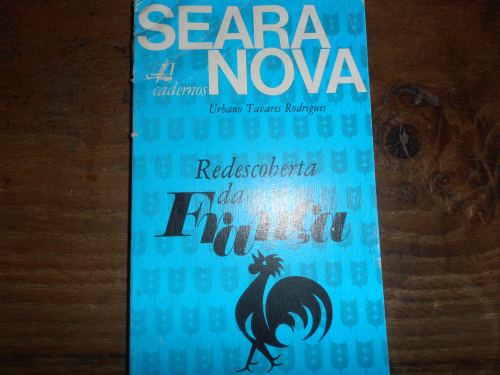 SEARA
NOVA
cadernos
Urbano Tavares Rodrigues
Redescoberta
da
França